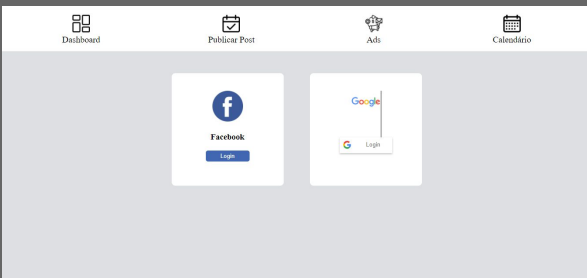 Dashboard
Publicar Post
Ads
Calendário
Facebook
Login
Google
Login